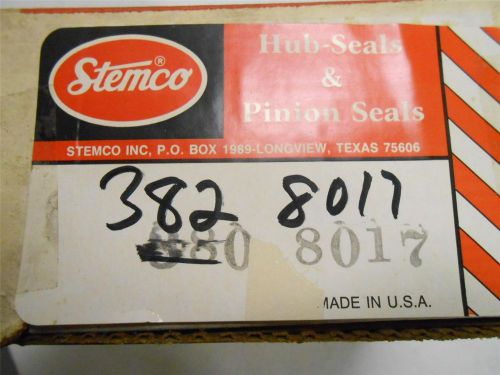 Stemco®
Hub-Seals
&
Pinion Seals
STEMCO INC, P.O. BOX 1989-LONGVIEW, TEXAS 75606
382 8017
8017
MADE IN U.S.A.